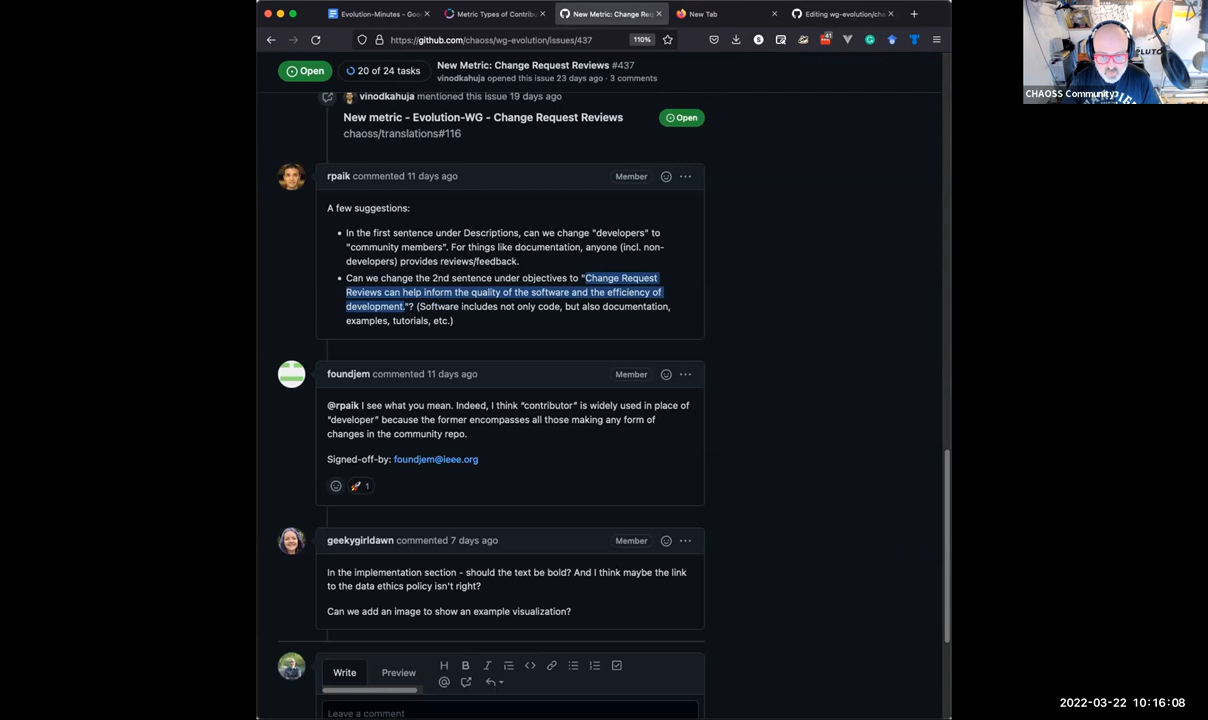 Evolution-Minutes - Goo
Metric Types of Contribu
New Metric: Change Req
New Tab
Editing wg-evolution/cha
https://github.com/chaoss/wg-evolution/issues/437
110%
41
Open
20 of 24 tasks
New Metric: Change Request Reviews #437
vinodkahuja opened this issue 23 days ago · 3 comments
vinodkahuja mentioned this issue 19 days ago
New metric - Evolution-WG - Change Request Reviews
Open
chaoss/translations#116
rpaik commented 11 days ago
Member
A few suggestions:
• In the first sentence under Descriptions, can we change "developers" to
"community members". For things like documentation, anyone (incl. non-
developers) provides reviews/feedback.
• Can we change the 2nd sentence under objectives to "Change Request
Reviews can help inform the quality of the software and the efficiency of
development."? (Software includes not only code, but also documentation,
examples, tutorials, etc.)
foundjem commented 11 days ago
Member
@rpaik I see what you mean. Indeed, I think “contributor” is widely used in place of
“developer” because the former encompasses all those making any form of
changes in the community repo.
Signed-off-by: foundjem@ieee.org
1
geekygirldawn commented 7 days ago
Member
In the implementation section - should the text be bold? And I think maybe the link
to the data ethics policy isn't right?
Can we add an image to show an example visualization?
Write
Preview
Leave a comment
CHAOSS Community
2022-03-22 10:16:08